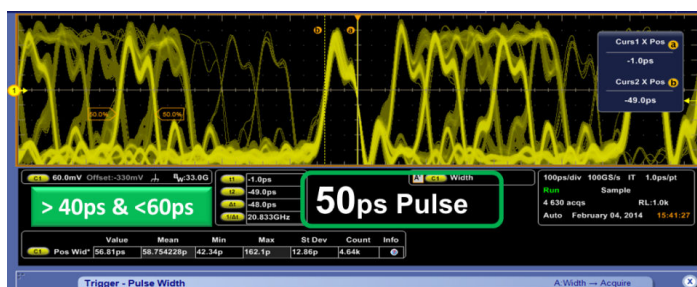 b
a
Curs1 X Pos a
-1.0ps
Curs2 X Pos b
-49.0ps
1
50.0%
50.0%
C1 60.0mV Offset:-330mV BW:33.0G
t1 -1.0ps
t2 -49.0ps
Δt -48.0ps
1/Δt 20.833GHz
A' C1 Width
100ps/div 100GS/s IT 1.0ps/pt
Run Sample
4 630 acqs RL:1.0k
Auto February 04, 2014 15:41:27
> 40ps & <60ps
50ps Pulse
Value Mean Min Max St Dev Count Info
C1 Pos Wid* 56.81ps 58.754228p 42.34p 162.1p 12.86p 4.64k
Trigger - Pulse Width A:Width → Acquire X